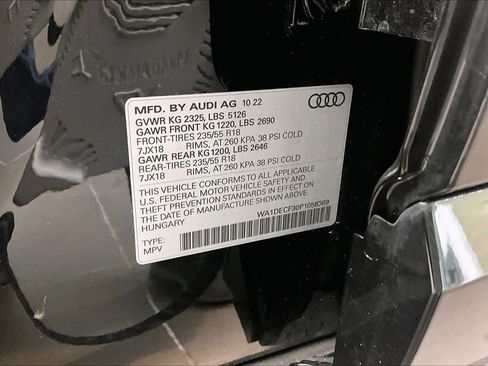 MFD. BY AUDI AG 10 22
GVWR KG 2325, LBS 5126
GAWR FRONT KG 1220, LBS 2690
FRONT-TIRES 235/55 R18
7JX18 RIMS, AT 260 KPA 38 PSI COLD
GAWR REAR KG1200, LBS 2646
REAR-TIRES 235/55 R18
7JX18 RIMS, AT 260 KPA 38 PSI COLD
THIS VEHICLE CONFORMS TO ALL APPLICABLE
U.S. FEDERAL MOTOR VEHICLE SAFETY AND
THEFT PREVENTION STANDARDS IN EFFECT ON
THE DATE OF MANUFACTURE SHOWN ABOVE.
HUNGARY
WA1DECF30P1058369
TYPE:
MPV